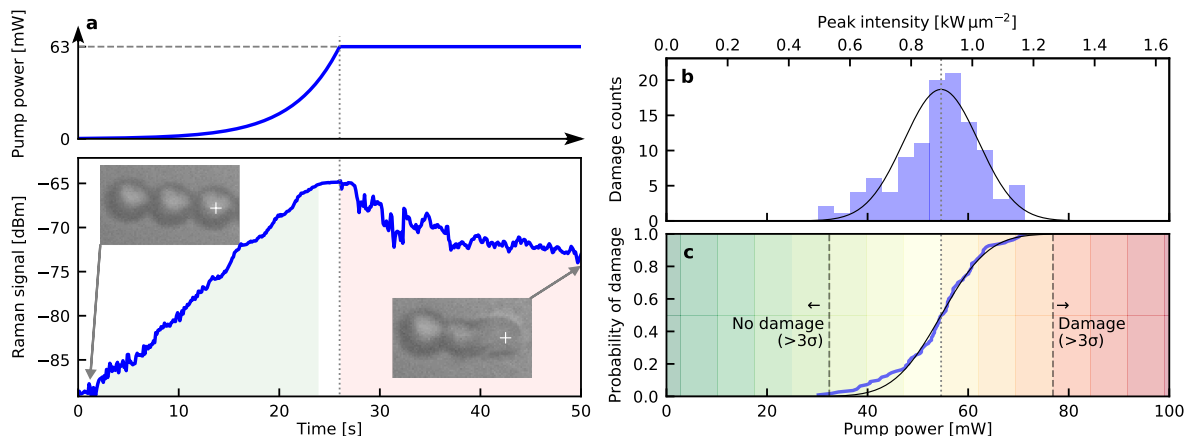 a
Pump power [mW]
63
0
Raman signal [dBm]
−65
−70
−75
−80
−85
0
10
20
30
40
50
Time [s]
Peak intensity [kW μm⁻²]
0.0
0.2
0.4
0.6
0.8
1.0
1.2
1.4
1.6
b
Damage counts
20
15
10
5
0
c
Probability of damage
1.0
0.8
0.6
0.4
0.2
0.0
←
No damage
(>3σ)
→
Damage
(>3σ)
0
20
40
60
80
100
Pump power [mW]